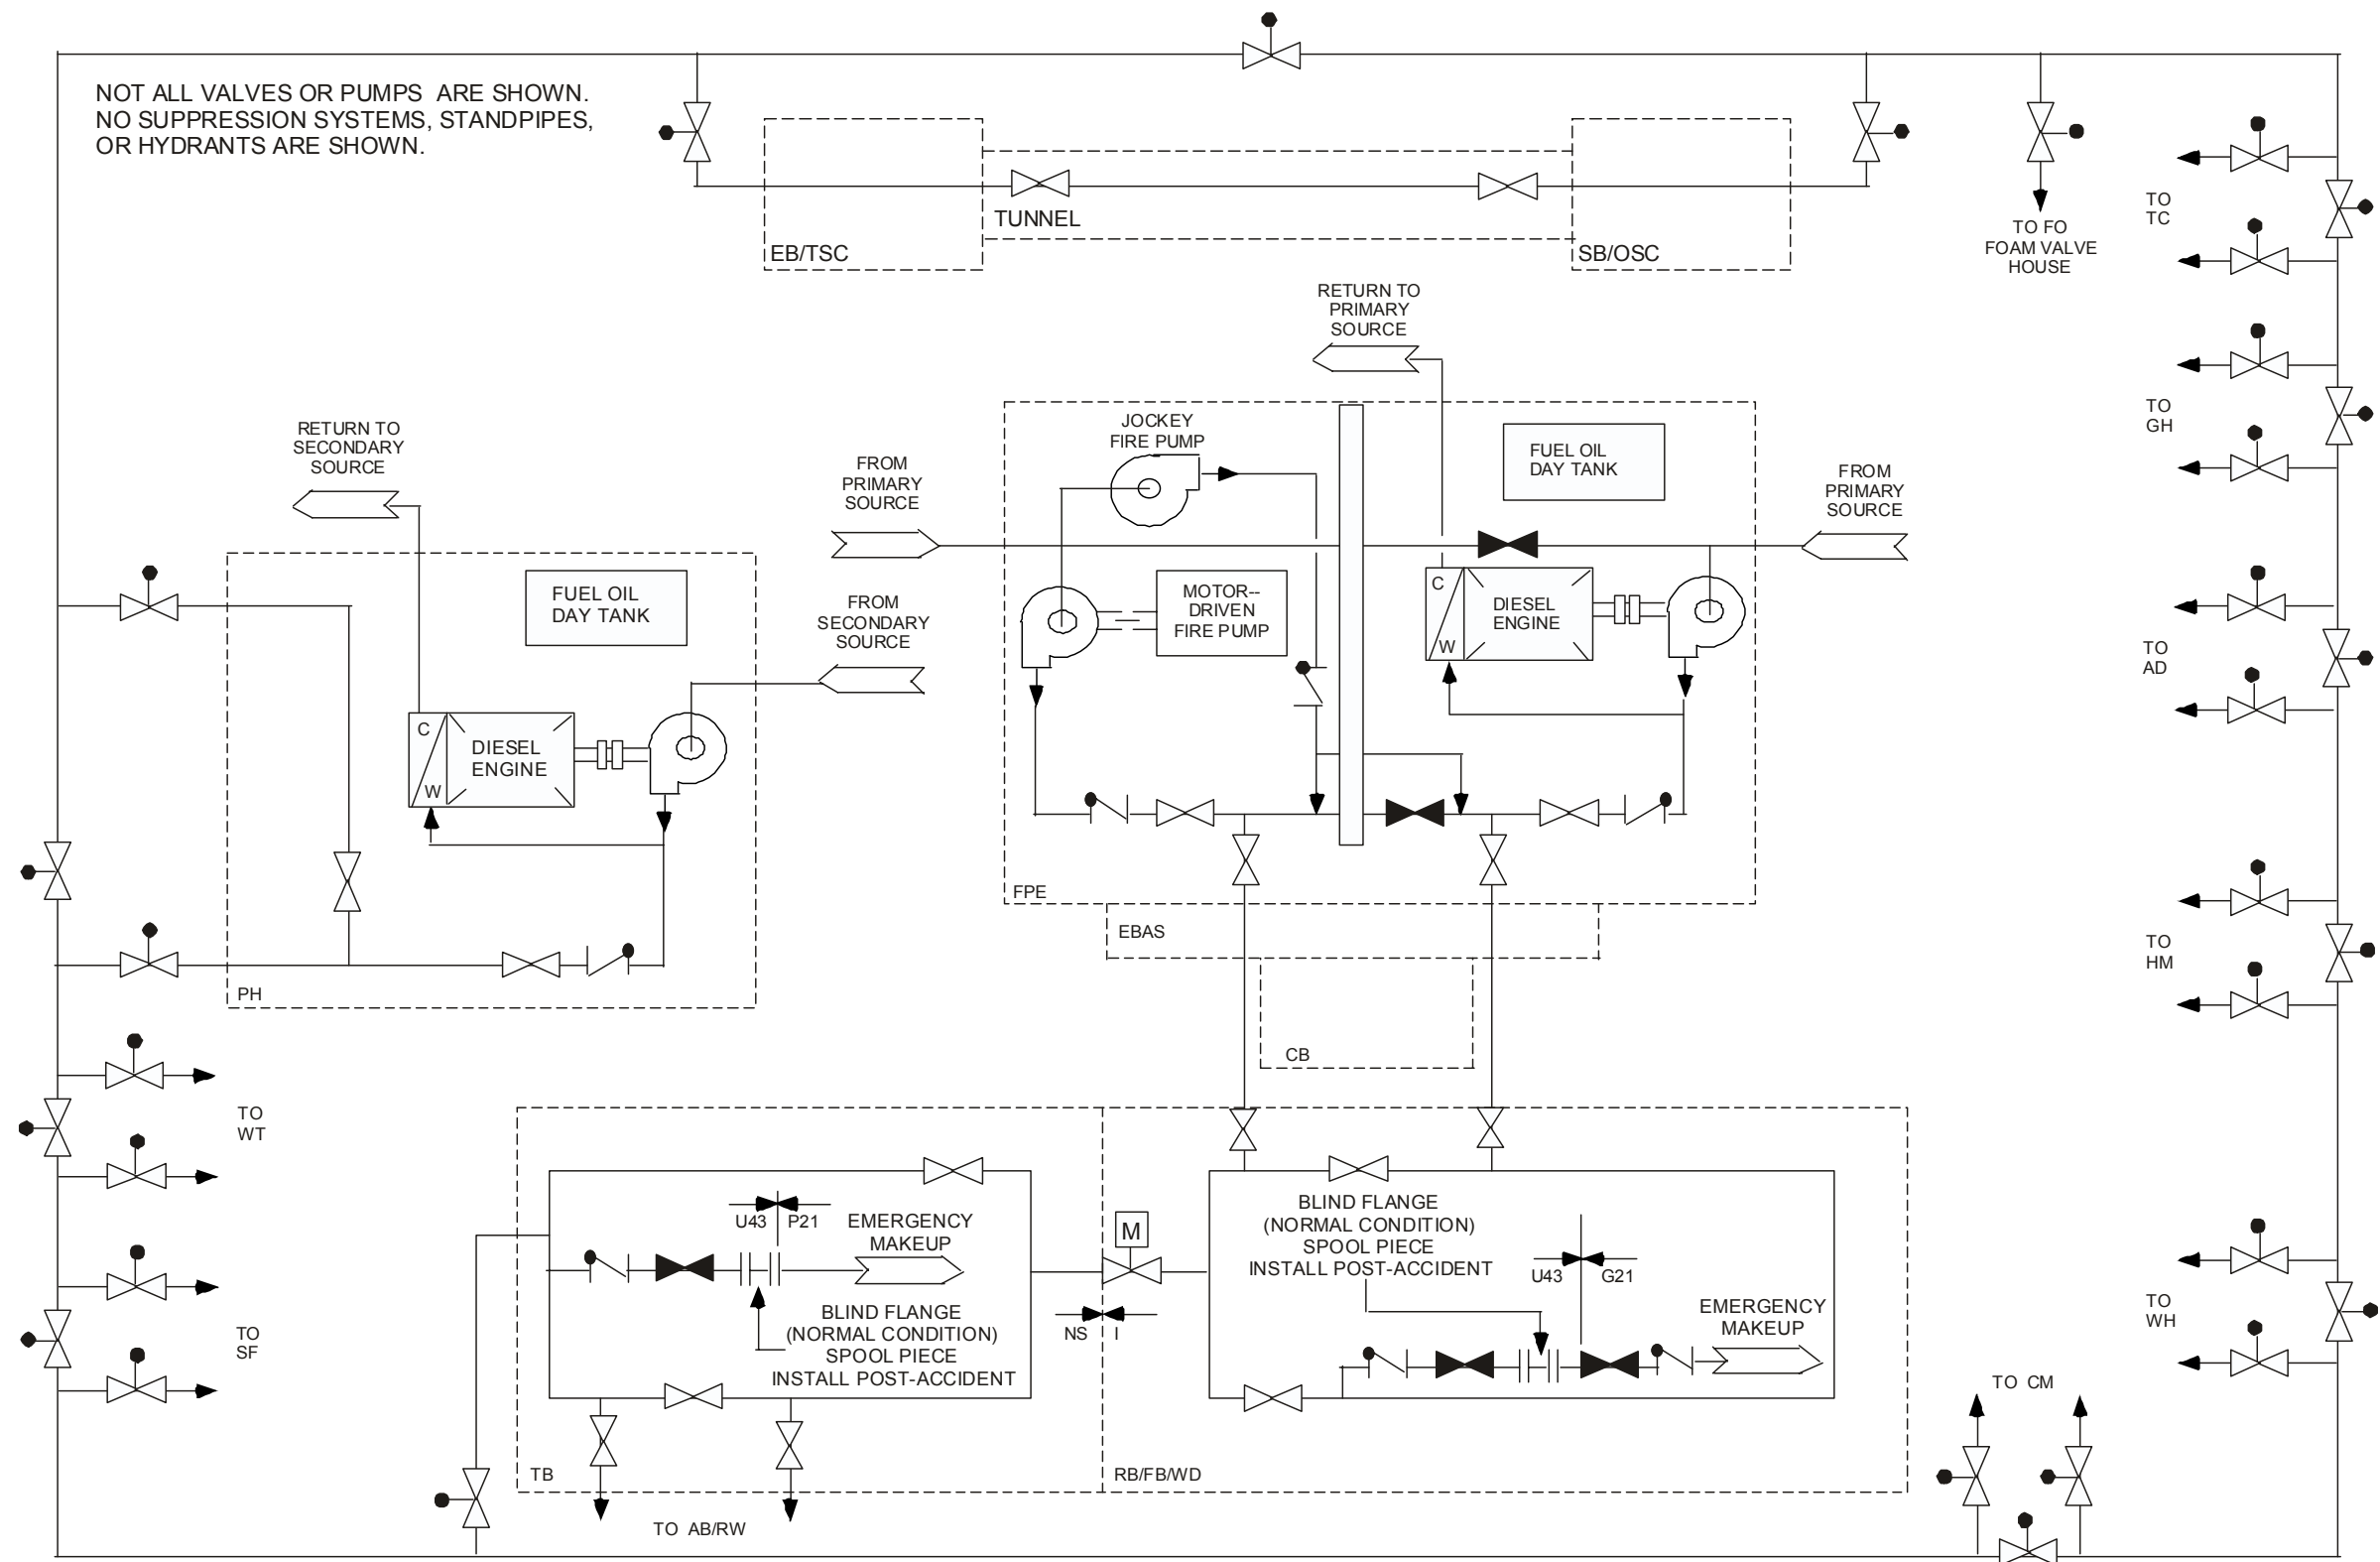 NOT ALL VALVES OR PUMPS ARE SHOWN.
NO SUPPRESSION SYSTEMS, STANDPIPES,
OR HYDRANTS ARE SHOWN.
EB/TSC
TUNNEL
SB/OSC
TO FO
FOAM VALVE
HOUSE
TO
TC
TO
GH
TO
AD
TO
HM
TO
WH
RETURN TO
PRIMARY
SOURCE
RETURN TO
SECONDARY
SOURCE
FUEL OIL
DAY TANK
C
W
DIESEL
ENGINE
PH
FROM
PRIMARY
SOURCE
FROM
SECONDARY
SOURCE
JOCKEY
FIRE PUMP
MOTOR--
DRIVEN
FIRE PUMP
FUEL OIL
DAY TANK
C
W
DIESEL
ENGINE
FROM
PRIMARY
SOURCE
FPE
EBAS
CB
TO
WT
TO
SF
U43 P21
EMERGENCY
MAKEUP
BLIND FLANGE
(NORMAL CONDITION)
SPOOL PIECE
INSTALL POST-ACCIDENT
TB
TO AB/RW
M
NS I
BLIND FLANGE
(NORMAL CONDITION)
SPOOL PIECE
INSTALL POST-ACCIDENT
U43 G21
EMERGENCY
MAKEUP
RB/FB/WD
TO CM